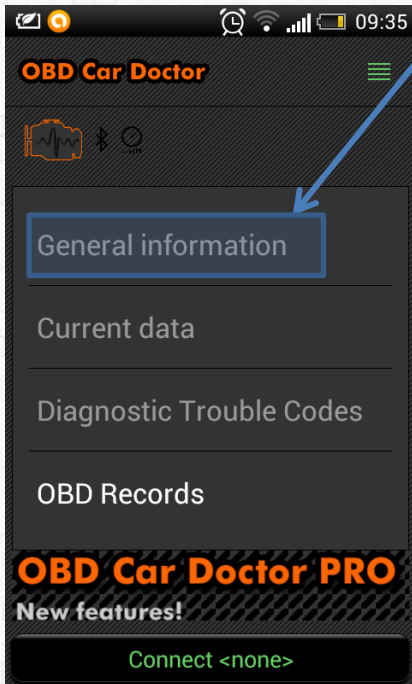 09:35
OBD Car Doctor
General information
Current data
Diagnostic Trouble Codes
OBD Records
OBD Car Doctor PRO
New features!
Connect <none>